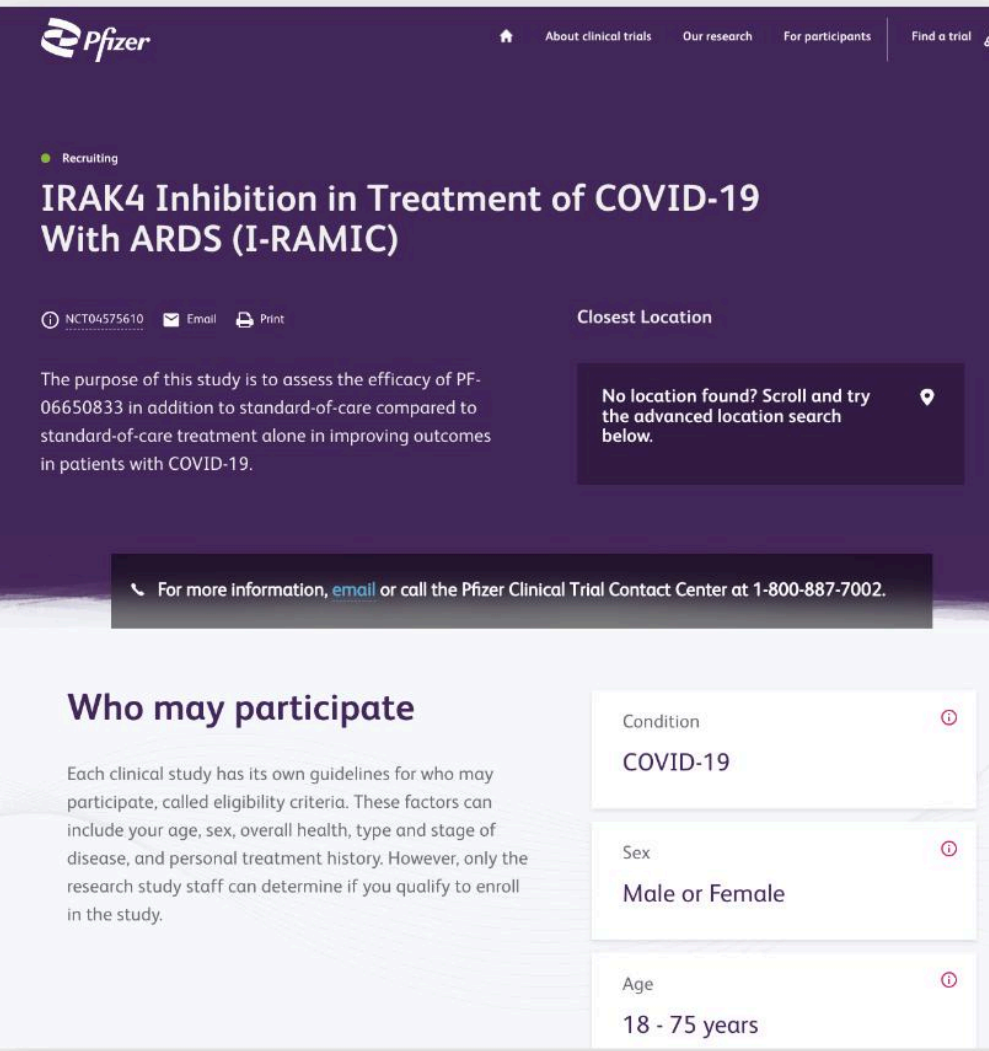 Pfizer
About clinical trials Our research For participants Find a trial
Recruiting
IRAK4 Inhibition in Treatment of COVID-19
With ARDS (I-RAMIC)
NCT04575610 Email Print
The purpose of this study is to assess the efficacy of PF-
06650833 in addition to standard-of-care compared to
standard-of-care treatment alone in improving outcomes
in patients with COVID-19.
Closest Location
No location found? Scroll and try
the advanced location search
below.
For more information, email or call the Pfizer Clinical Trial Contact Center at 1-800-887-7002.
Who may participate
Each clinical study has its own guidelines for who may
participate, called eligibility criteria. These factors can
include your age, sex, overall health, type and stage of
disease, and personal treatment history. However, only the
research study staff can determine if you qualify to enroll
in the study.
Condition
COVID-19
Sex
Male or Female
Age
18 - 75 years